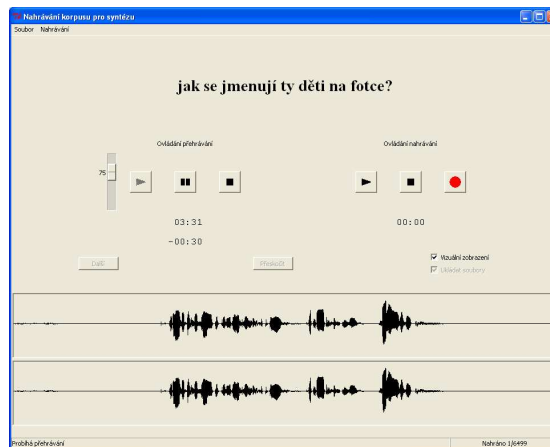 Nahrávání korpusu pro syntézu
Soubor Nahrávání
jak se jmenují ty děti na fotce?
Ovládání přehrávání
Ovládání nahrávání
75
03:31
00:00
-00:30
Další
Přeskočit
Vizuální zobrazení
Ukládat soubory
Probíhá přehrávání
Nahráno 1/6499